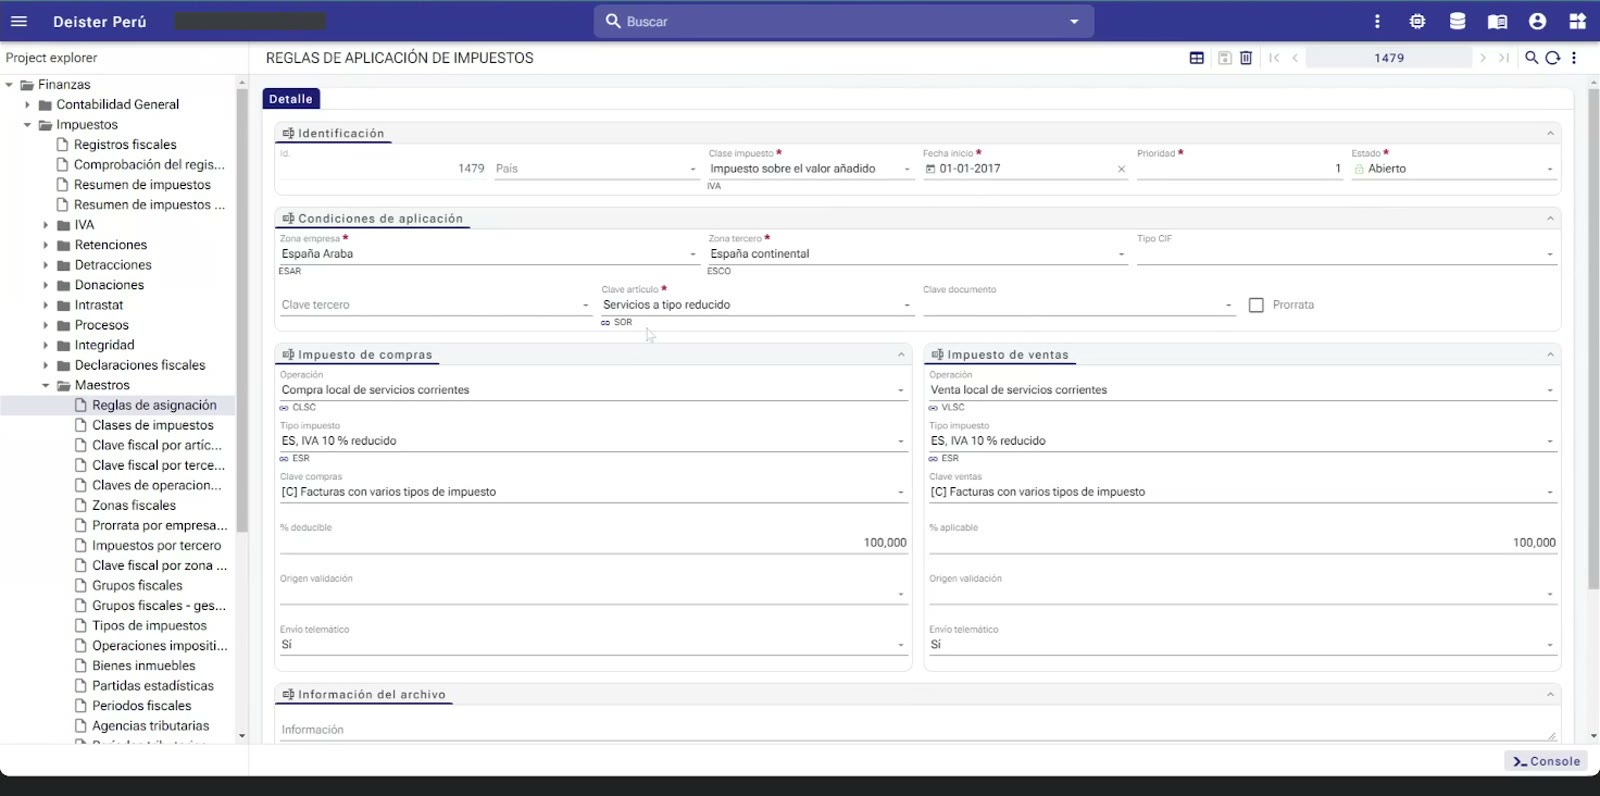 Deister Perú
Buscar
Project explorer
REGLAS DE APLICACIÓN DE IMPUESTOS
1479
Finanzas
Contabilidad General
Impuestos
Registros fiscales
Comprobación del regis...
Resumen de impuestos
Resumen de impuestos ...
IVA
Retenciones
Detracciones
Donaciones
Intrastat
Procesos
Integridad
Declaraciones fiscales
Maestros
Reglas de asignación
Clases de impuestos
Clave fiscal por artíc...
Clave fiscal por terce...
Claves de operacion...
Zonas fiscales
Prorrata por empresa...
Impuestos por tercero
Clave fiscal por zona ...
Grupos fiscales
Grupos fiscales - ges...
Tipos de impuestos
Operaciones impositi...
Bienes inmuebles
Partidas estadísticas
Periodos fiscales
Agencias tributarias
Detalle
Identificación
Id. Clase impuesto * Fecha inicio * Prioridad * Estado *
1479 País Impuesto sobre el valor añadido 01-01-2017 1 Abierto
IVA
Condiciones de aplicación
Zona empresa * Zona tercero * Tipo CIF
España Araba España continental
ESAR ESCO
Clave artículo * Clave documento
Clave tercero Servicios a tipo reducido Prorrata
SOR
Impuesto de compras
Operación
Compra local de servicios corrientes
CLSC
Tipo impuesto
ES, IVA 10 % reducido
ESR
Clave compras
[C] Facturas con varios tipos de impuesto
% deducible
100,000
Origen validación
Envío telemático
Sí
Impuesto de ventas
Operación
Venta local de servicios corrientes
VLSC
Tipo impuesto
ES, IVA 10 % reducido
ESR
Clave ventas
[C] Facturas con varios tipos de impuesto
% aplicable
100,000
Origen validación
Envío telemático
Sí
Información del archivo
Información
Console